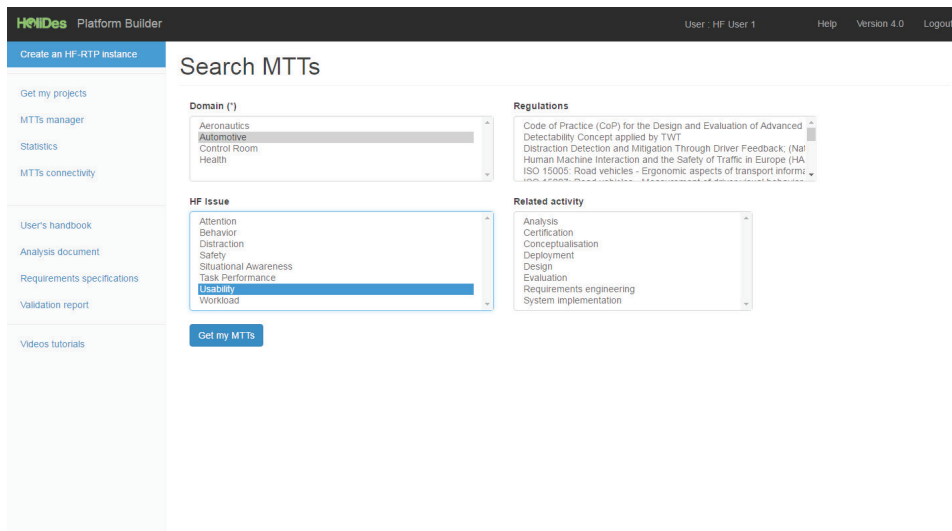 HoliDes Platform Builder
User : HF User 1
Help
Version 4.0
Logout
Create an HF-RTP instance
Get my projects
MTTs manager
Statistics
MTTs connectivity
User's handbook
Analysis document
Requirements specifications
Validation report
Videos tutorials
Search MTTs
Domain (*)
Aeronautics
Automotive
Control Room
Health
Regulations
Code of Practice (CoP) for the Design and Evaluation of Advanced
Detectability Concept applied by TWT
Distraction Detection and Mitigation Through Driver Feedback; (Nat
Human Machine Interaction and the Safety of Traffic in Europe (HA
ISO 15005: Road vehicles - Ergonomic aspects of transport informa
HF Issue
Attention
Behavior
Distraction
Safety
Situational Awareness
Task Performance
Usability
Workload
Related activity
Analysis
Certification
Conceptualisation
Deployment
Design
Evaluation
Requirements engineering
System implementation
Get my MTTs